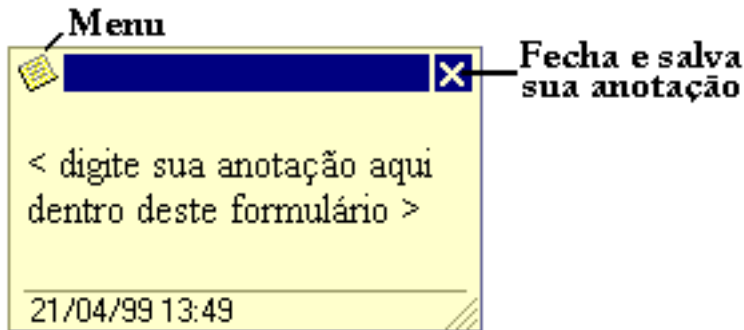 Menu
Fecha e salva
sua anotação
< digite sua anotação aqui
dentro deste formulário >
21/04/99 13:49